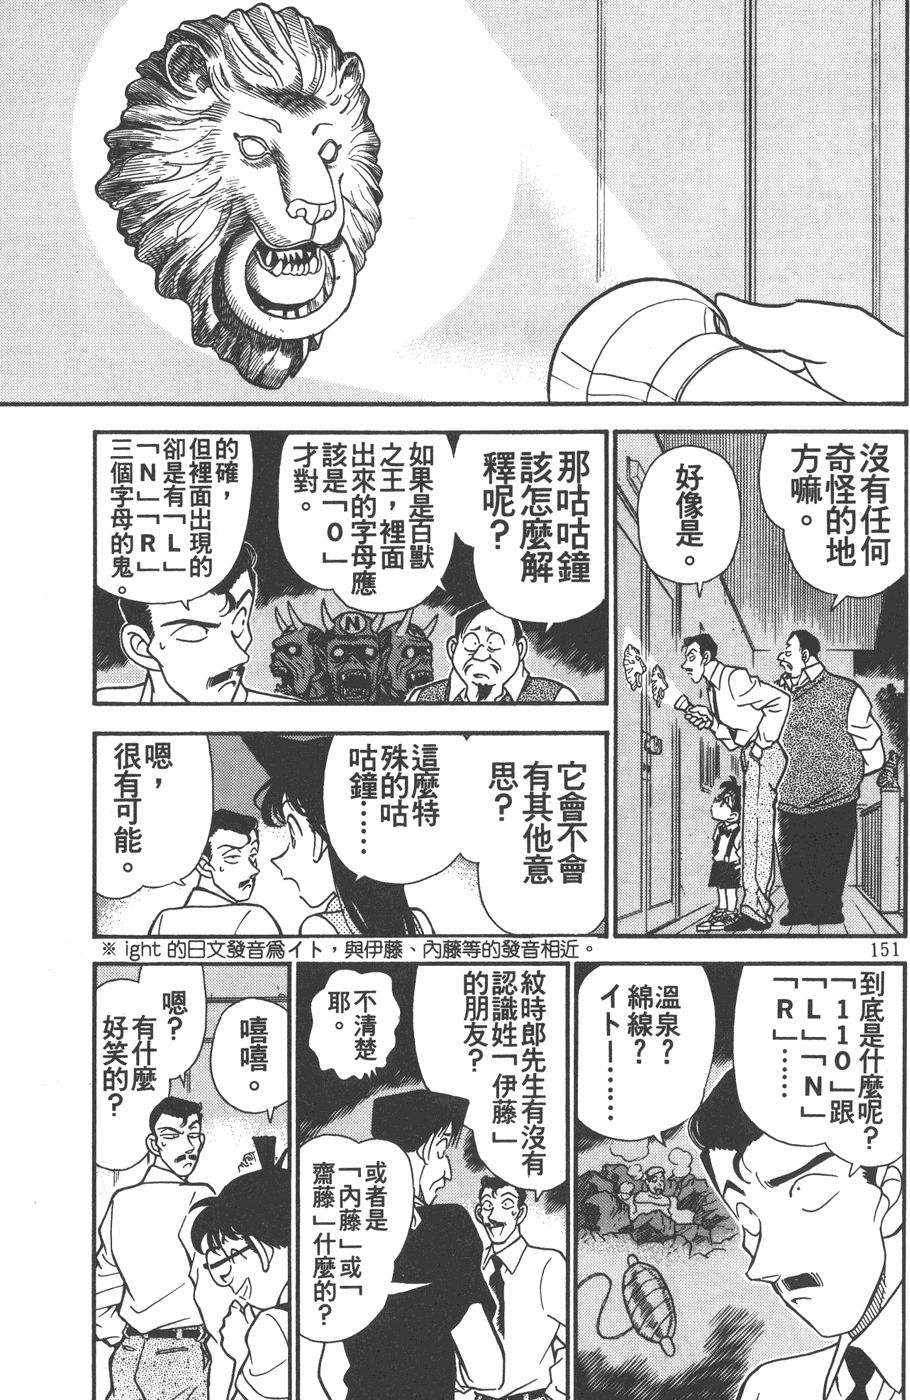 沒有任何
奇怪的地
方嘛。
好像是。
那咕咕鐘
該怎麼解
釋呢？
如果是百獸
之王，裡面
出來的字母應
該是「O」
才對。
的確，
但裡面出現的
卻是有「L」
「N」「R」
三個字母的鬼。
N
它會不會
有其他意
思？
這麼特
殊的咕
咕鐘……
嗯，
很有可能。
※ ight 的日文發音為イト，與伊藤、內藤等的發音相近。
151
到底是什麼呢？
「110」跟
「L」「N」
「R」……
溫泉？
綿線？
イト——……
紋時郎先生有沒有
認識姓「伊藤」
的朋友？
不清楚
耶。
或者是
「內藤」或「
齋藤」什麼的？
嘻嘻。
嗯？
有什麼
好笑的？